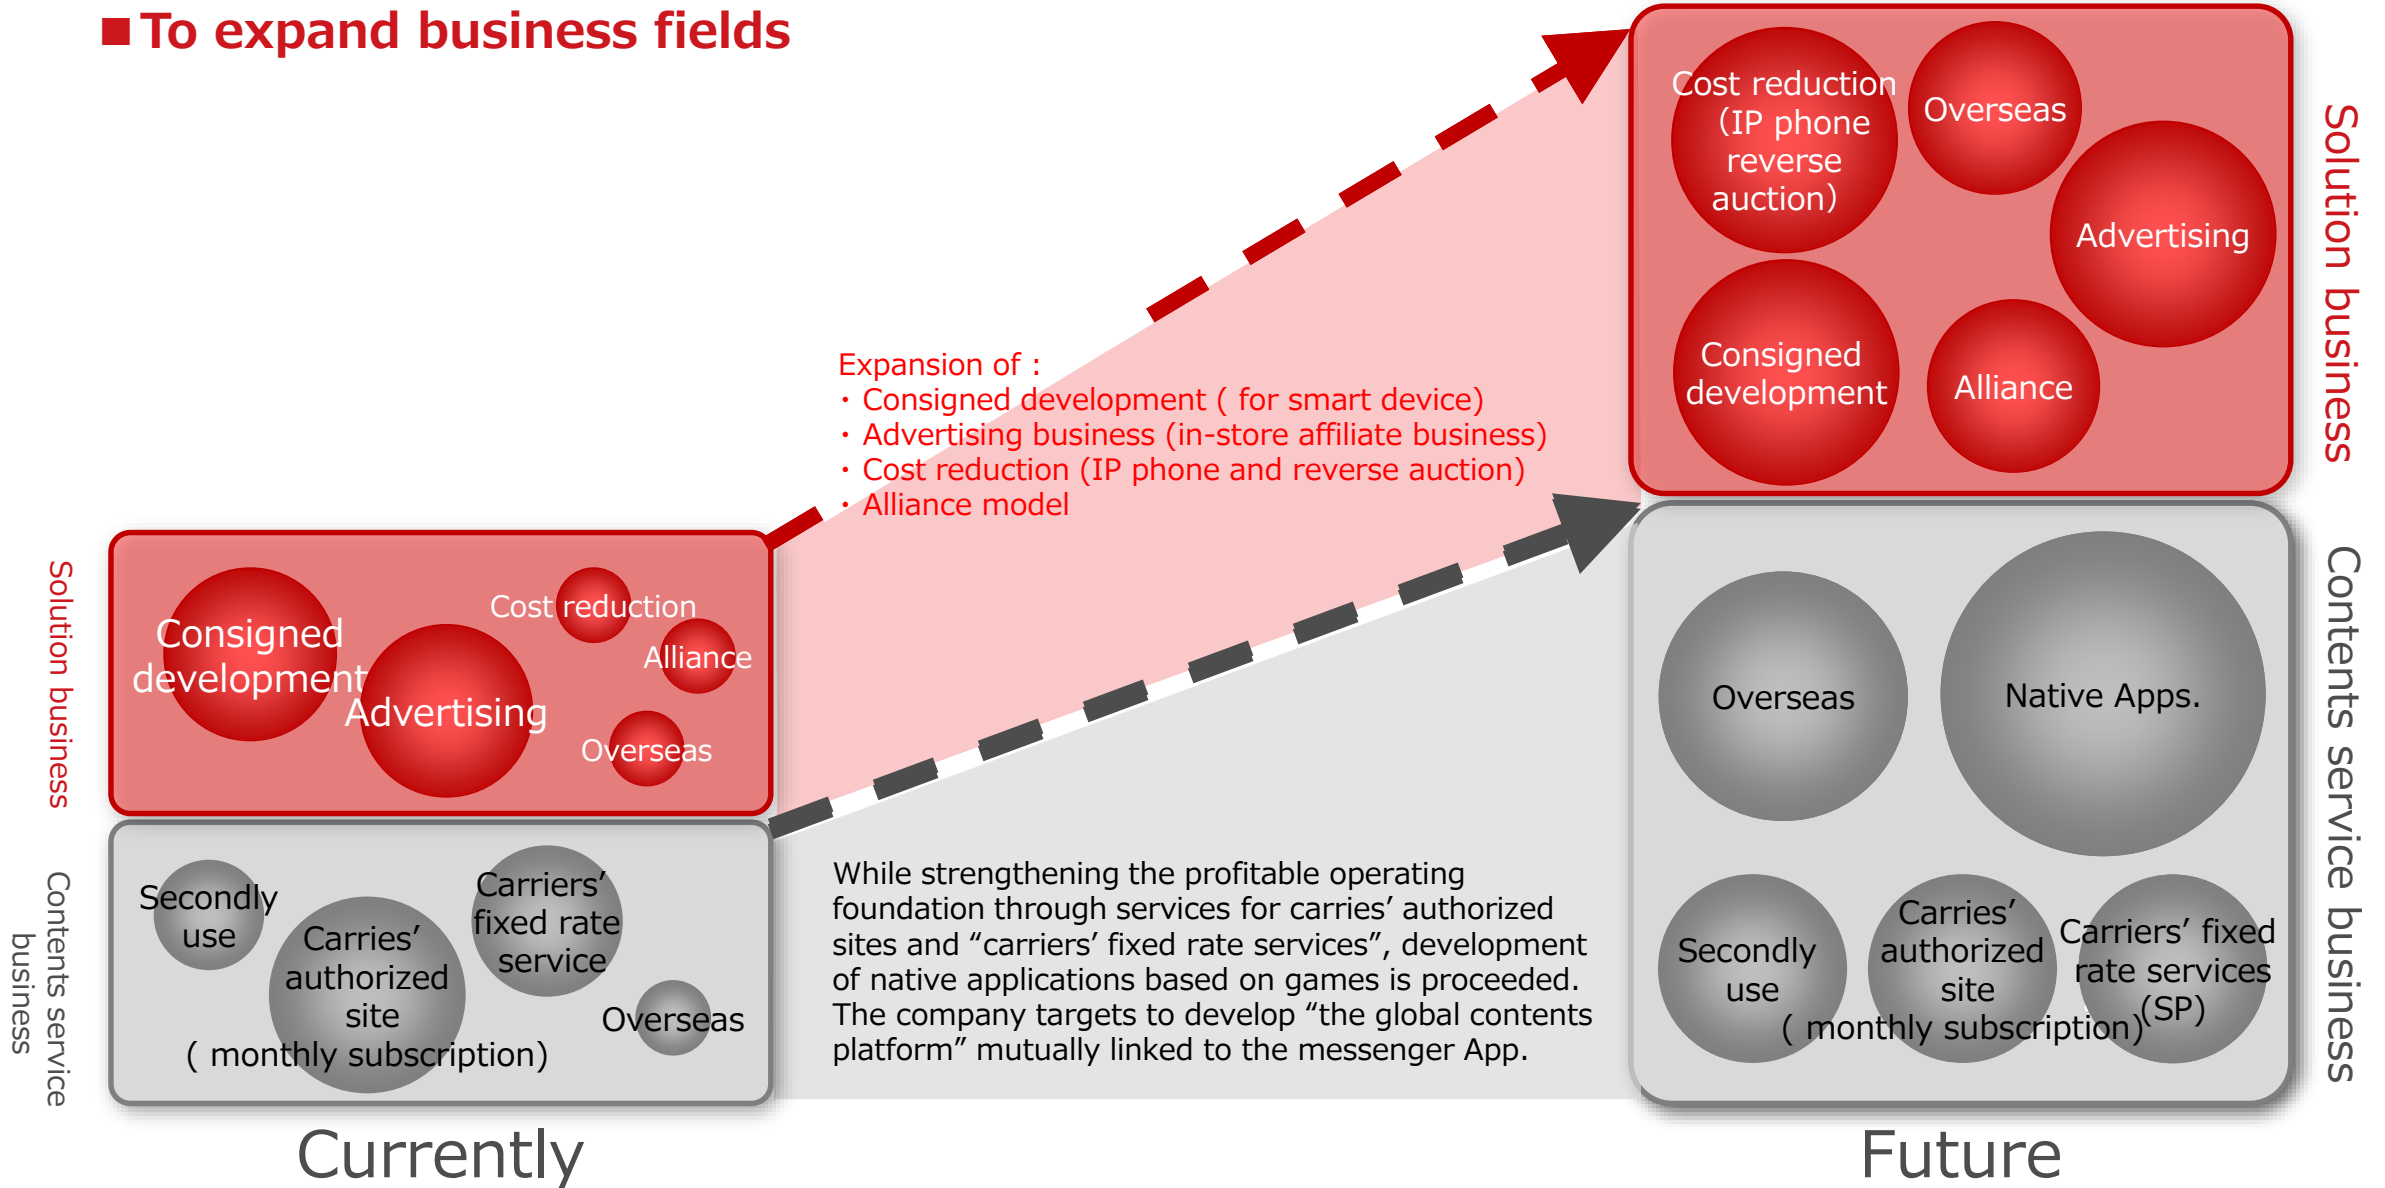 ■ To expand business fields
Solution business
Consigned
development
Advertising
Cost reduction
Alliance
Overseas
Contents service
business
Secondly
use
Carries’
authorized
site
( monthly subscription)
Carriers’
fixed rate
service
Overseas
Currently
Expansion of :
・Consigned development ( for smart device)
・Advertising business (in-store affiliate business)
・Cost reduction (IP phone and reverse auction)
・Alliance model
While strengthening the profitable operating
foundation through services for carries’ authorized
sites and “carriers’ fixed rate services”, development
of native applications based on games is proceeded.
The company targets to develop “the global contents
platform” mutually linked to the messenger App.
Cost reduction
（IP phone
reverse
auction）
Overseas
Advertising
Consigned
development
Alliance
Solution business
Overseas
Native Apps.
Secondly
use
Carries’
authorized
site
( monthly subscription)
Carriers’ fixed
rate services
(SP)
Contents service business
Future